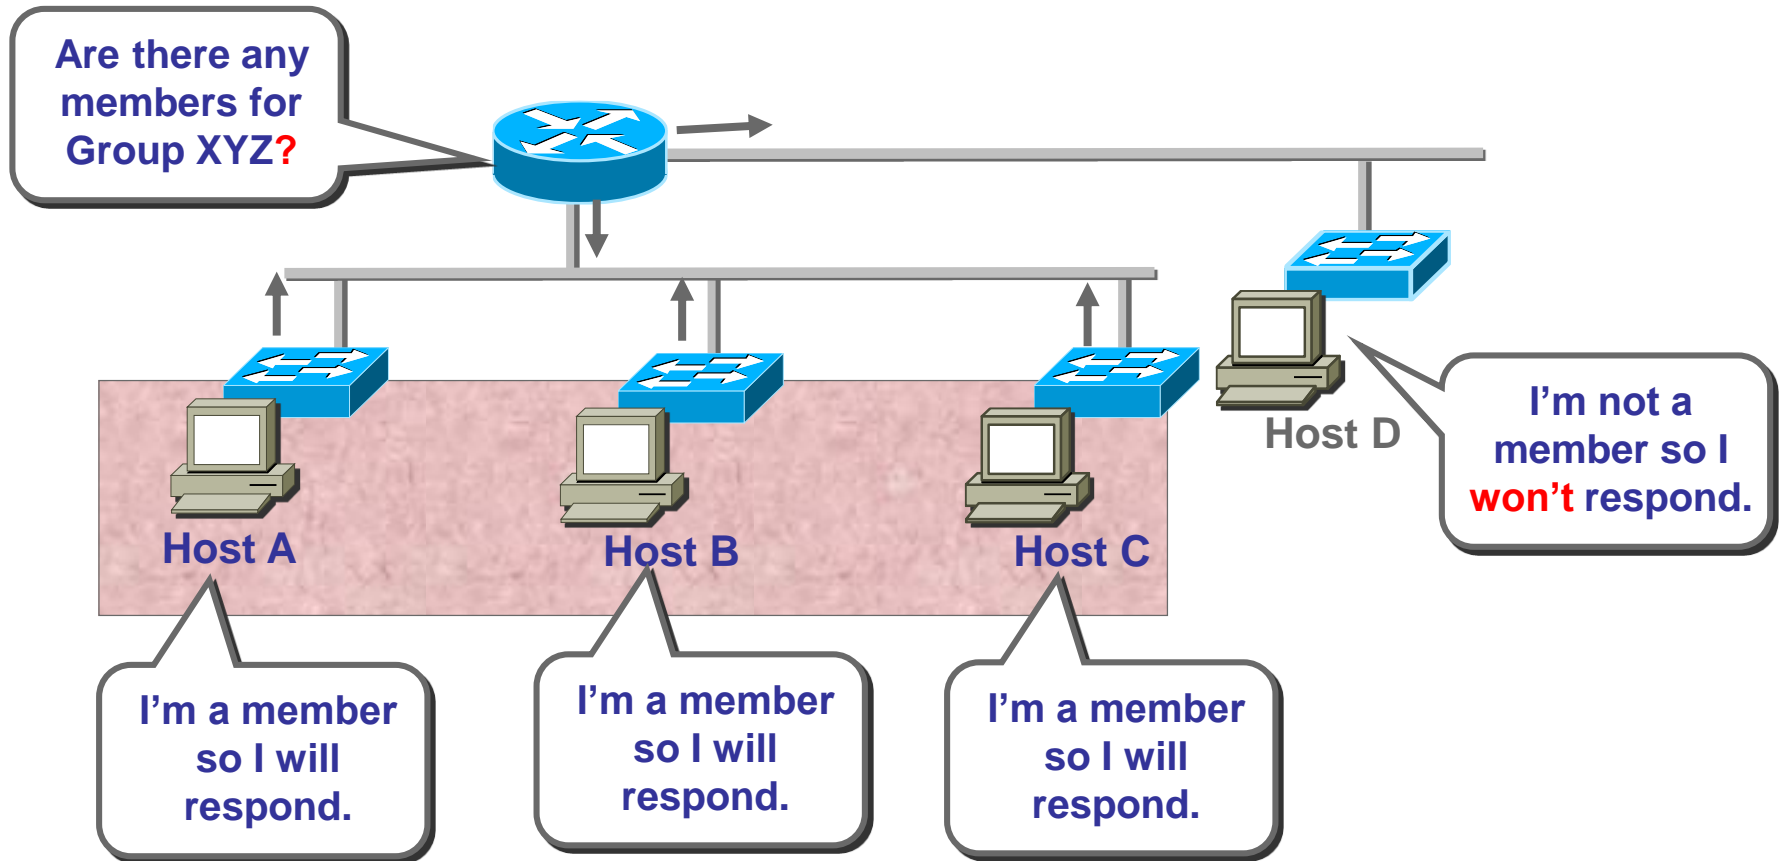 Are there any
members for
Group XYZ?
Host D
I’m not a
member so I
won’t respond.
Host A
Host B
Host C
I’m a member
so I will
respond.
I’m a member
so I will
respond.
I’m a member
so I will
respond.